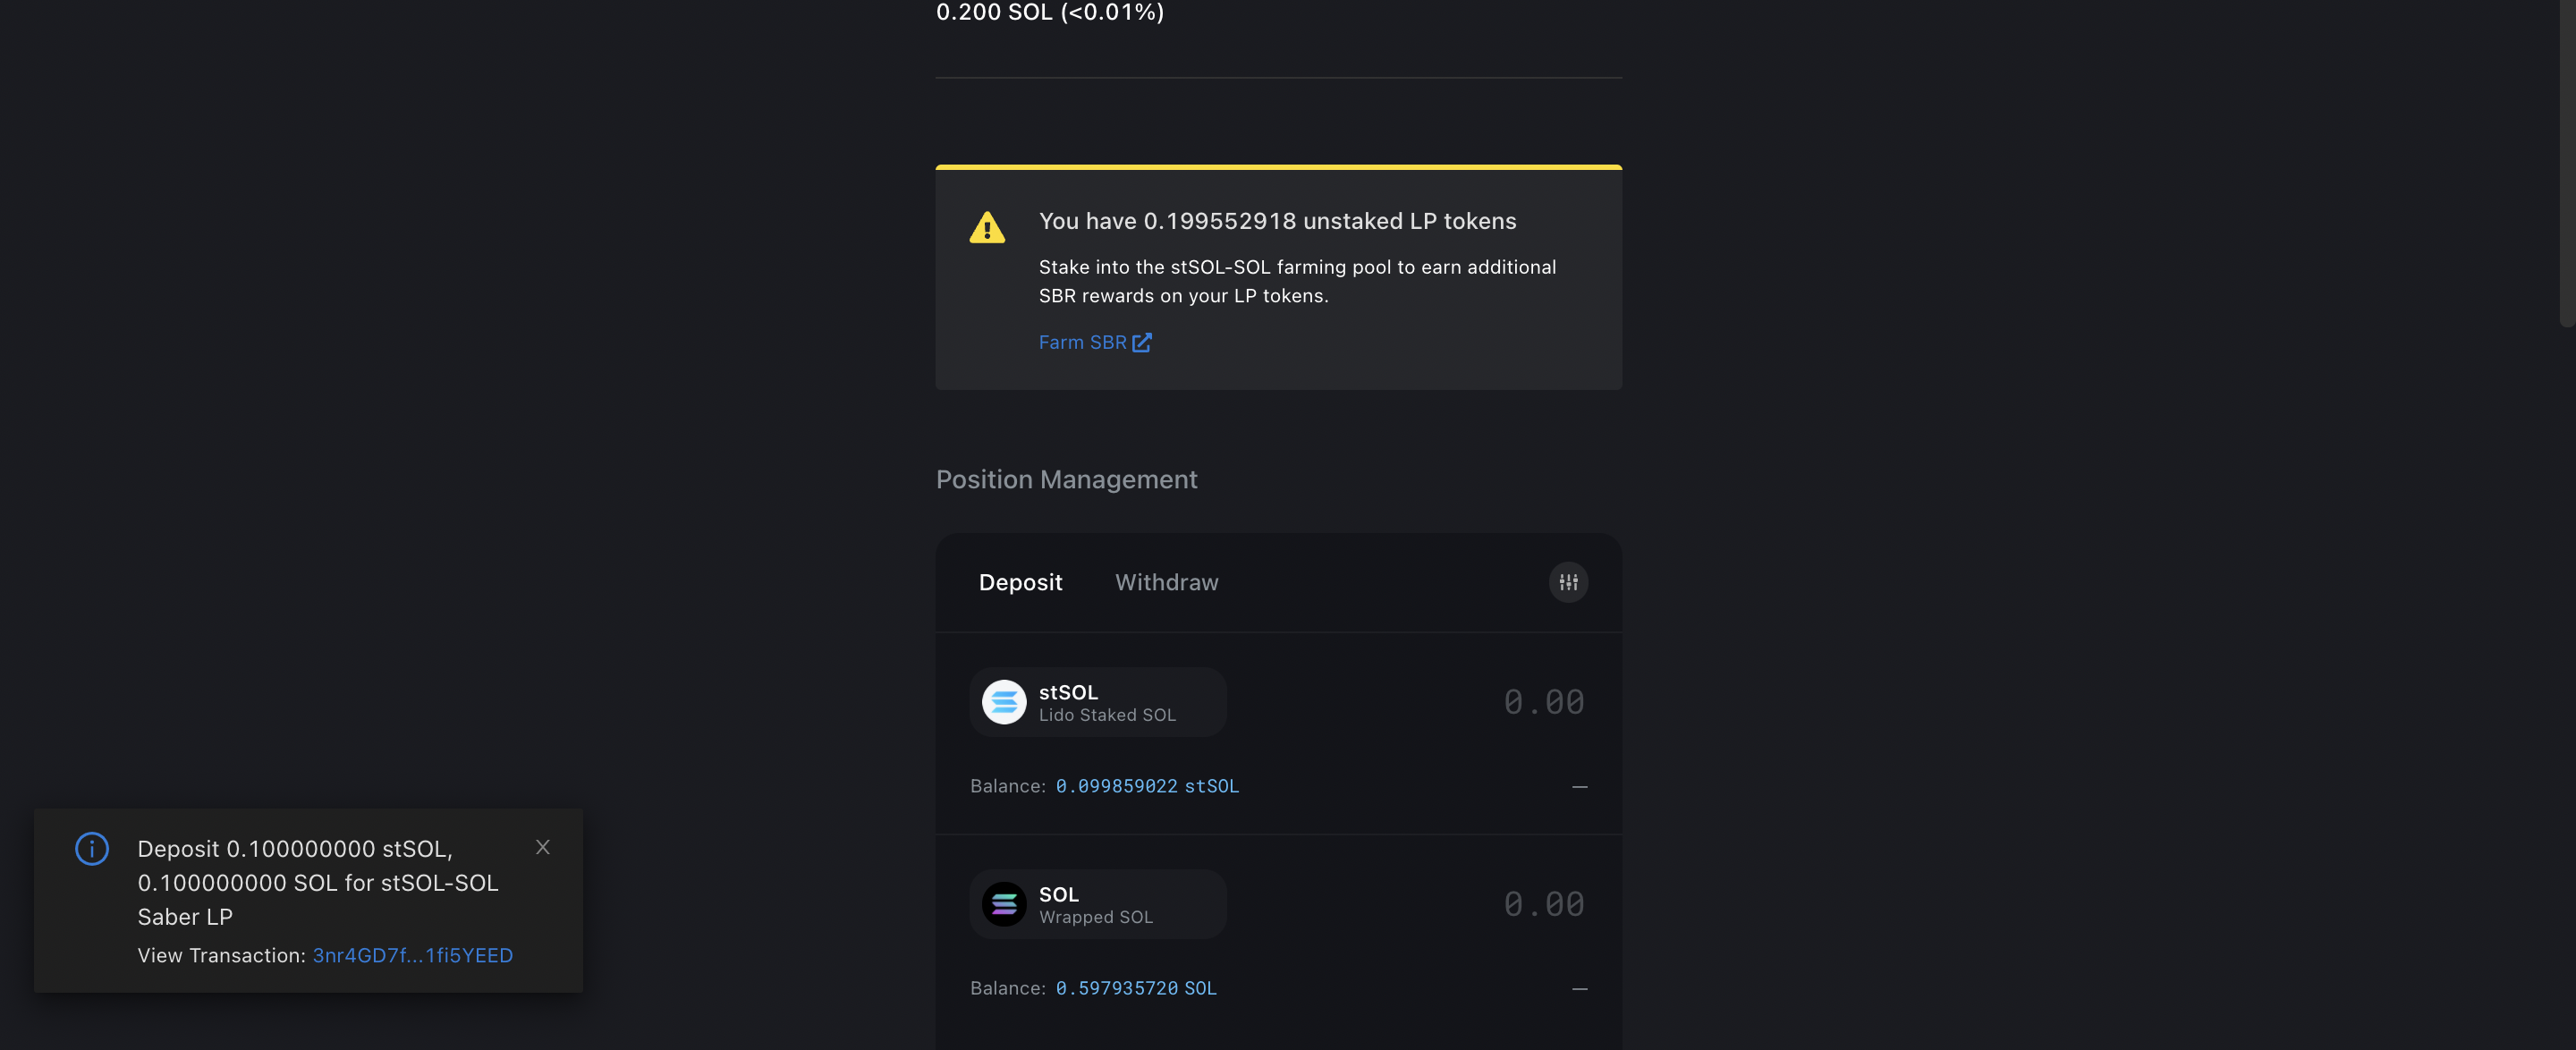 0.200 SOL (<0.01%)
You have 0.199552918 unstaked LP tokens
Stake into the stSOL-SOL farming pool to earn additional
SBR rewards on your LP tokens.
Farm SBR
Position Management
Deposit Withdraw
stSOL
Lido Staked SOL
0.00
Balance: 0.099859022 stSOL —
SOL
Wrapped SOL
0.00
Balance: 0.597935720 SOL —
Deposit 0.100000000 stSOL,
0.100000000 SOL for stSOL-SOL
Saber LP
View Transaction: 3nr4GD7f...1fi5YEED